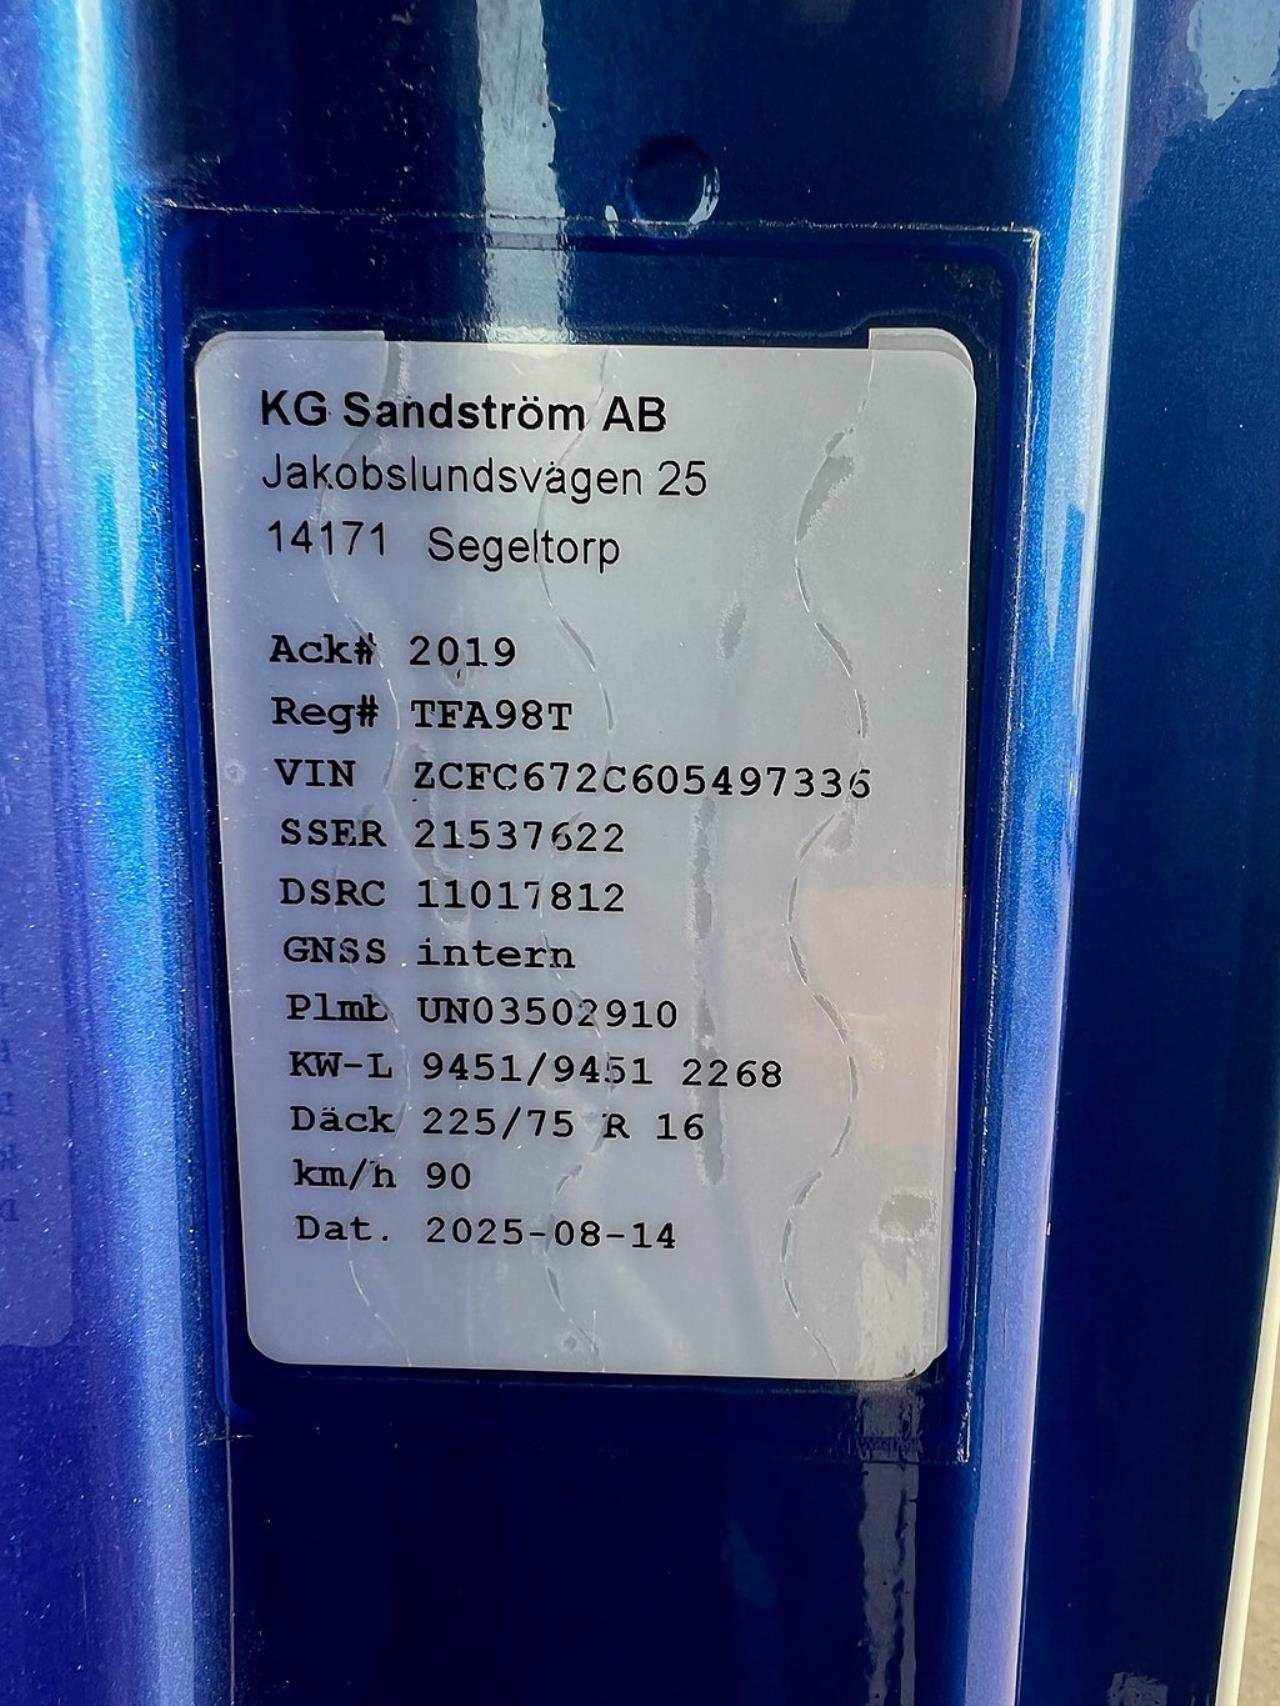 KG Sandström AB
Jakobslundsvägen 25
14171 Segeltorp
Ack# 2019
Reg# TFA98T
VIN ZCFC672C605497336
SSER 21537622
DSRC 11017812
GNSS intern
Plmb UN03502910
KW-L 9451/9451 2268
Däck 225/75 R 16
km/h 90
Dat. 2025-08-14